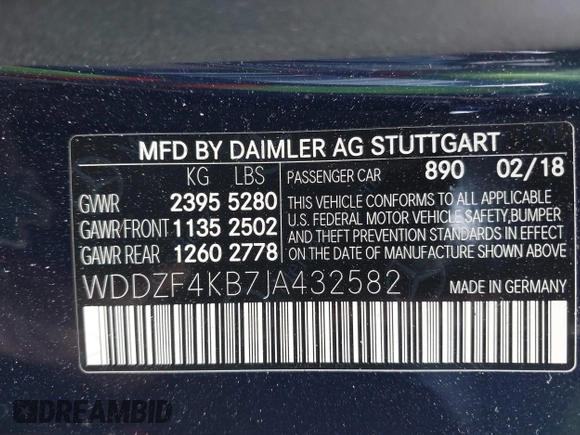 MFD BY DAIMLER AG STUTTGART
KG LBS
GVWR 2395 5280
GAWR/FRONT 1135 2502
GAWR REAR 1260 2778
PASSENGER CAR 890 02/18
THIS VEHICLE CONFORMS TO ALL APPLICABLE
U.S. FEDERAL MOTOR VEHICLE SAFETY,BUMPER
AND THEFT PREVENTION STANDARDS IN EFFECT
ON THE DATE OF MANUFACTURE SHOWN ABOVE.
WDDZF4KB7JA432582
MADE IN GERMANY
DREAMBID